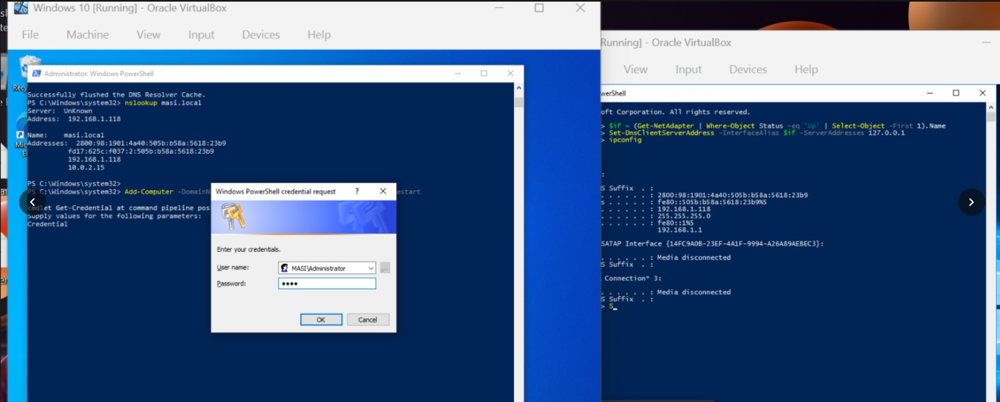 Windows 10 [Running] - Oracle VirtualBox
File Machine View Input Devices Help
Administrator: Windows PowerShell
Successfully flushed the DNS Resolver Cache.
PS C:\Windows\system32> nslookup masi.local
Server: UnKnown
Address: 192.168.1.118
Name: masi.local
Addresses: 2800:98:1901:4a40:505b:b58a:5618:23b9
fd17:625c:f037:2:505b:b58a:5618:23b9
192.168.1.118
10.0.2.15
PS C:\Windows\system32>
PS C:\Windows\system32> Add-Computer -DomainN
estart
cmdlet Get-Credential at command pipeline pos
Supply values for the following parameters:
Credential
Recy
Mic
E
Windows PowerShell credential request
?
Enter your credentials.
User name: MASI\Administrator
...
Password: ••••
OK Cancel
Running] - Oracle VirtualBox
View Input Devices Help
werShell
oft Corporation. All rights reserved.
> $if = (Get-NetAdapter | Where-Object Status -eq 'Up' | Select-Object -First 1).Name
> Set-DnsClientServerAddress -InterfaceAlias $if -ServerAddresses 127.0.0.1
> ipconfig
:
S Suffix . :
. . . . . . : 2800:98:1901:4a40:505b:b58a:5618:23b9
s . . . . . : fe80::505b:b58a:5618:23b9%5
. . . . . . : 192.168.1.118
. . . . . . : 255.255.255.0
. . . . . . : fe80::1%5
192.168.1.1
SATAP Interface {14FC9A0B-23EF-4A1F-9994-A26A89AEBEC3}:
. . . . . . : Media disconnected
S Suffix . :
Connection* 3:
. . . . . . : Media disconnected
S Suffix . :
> S_